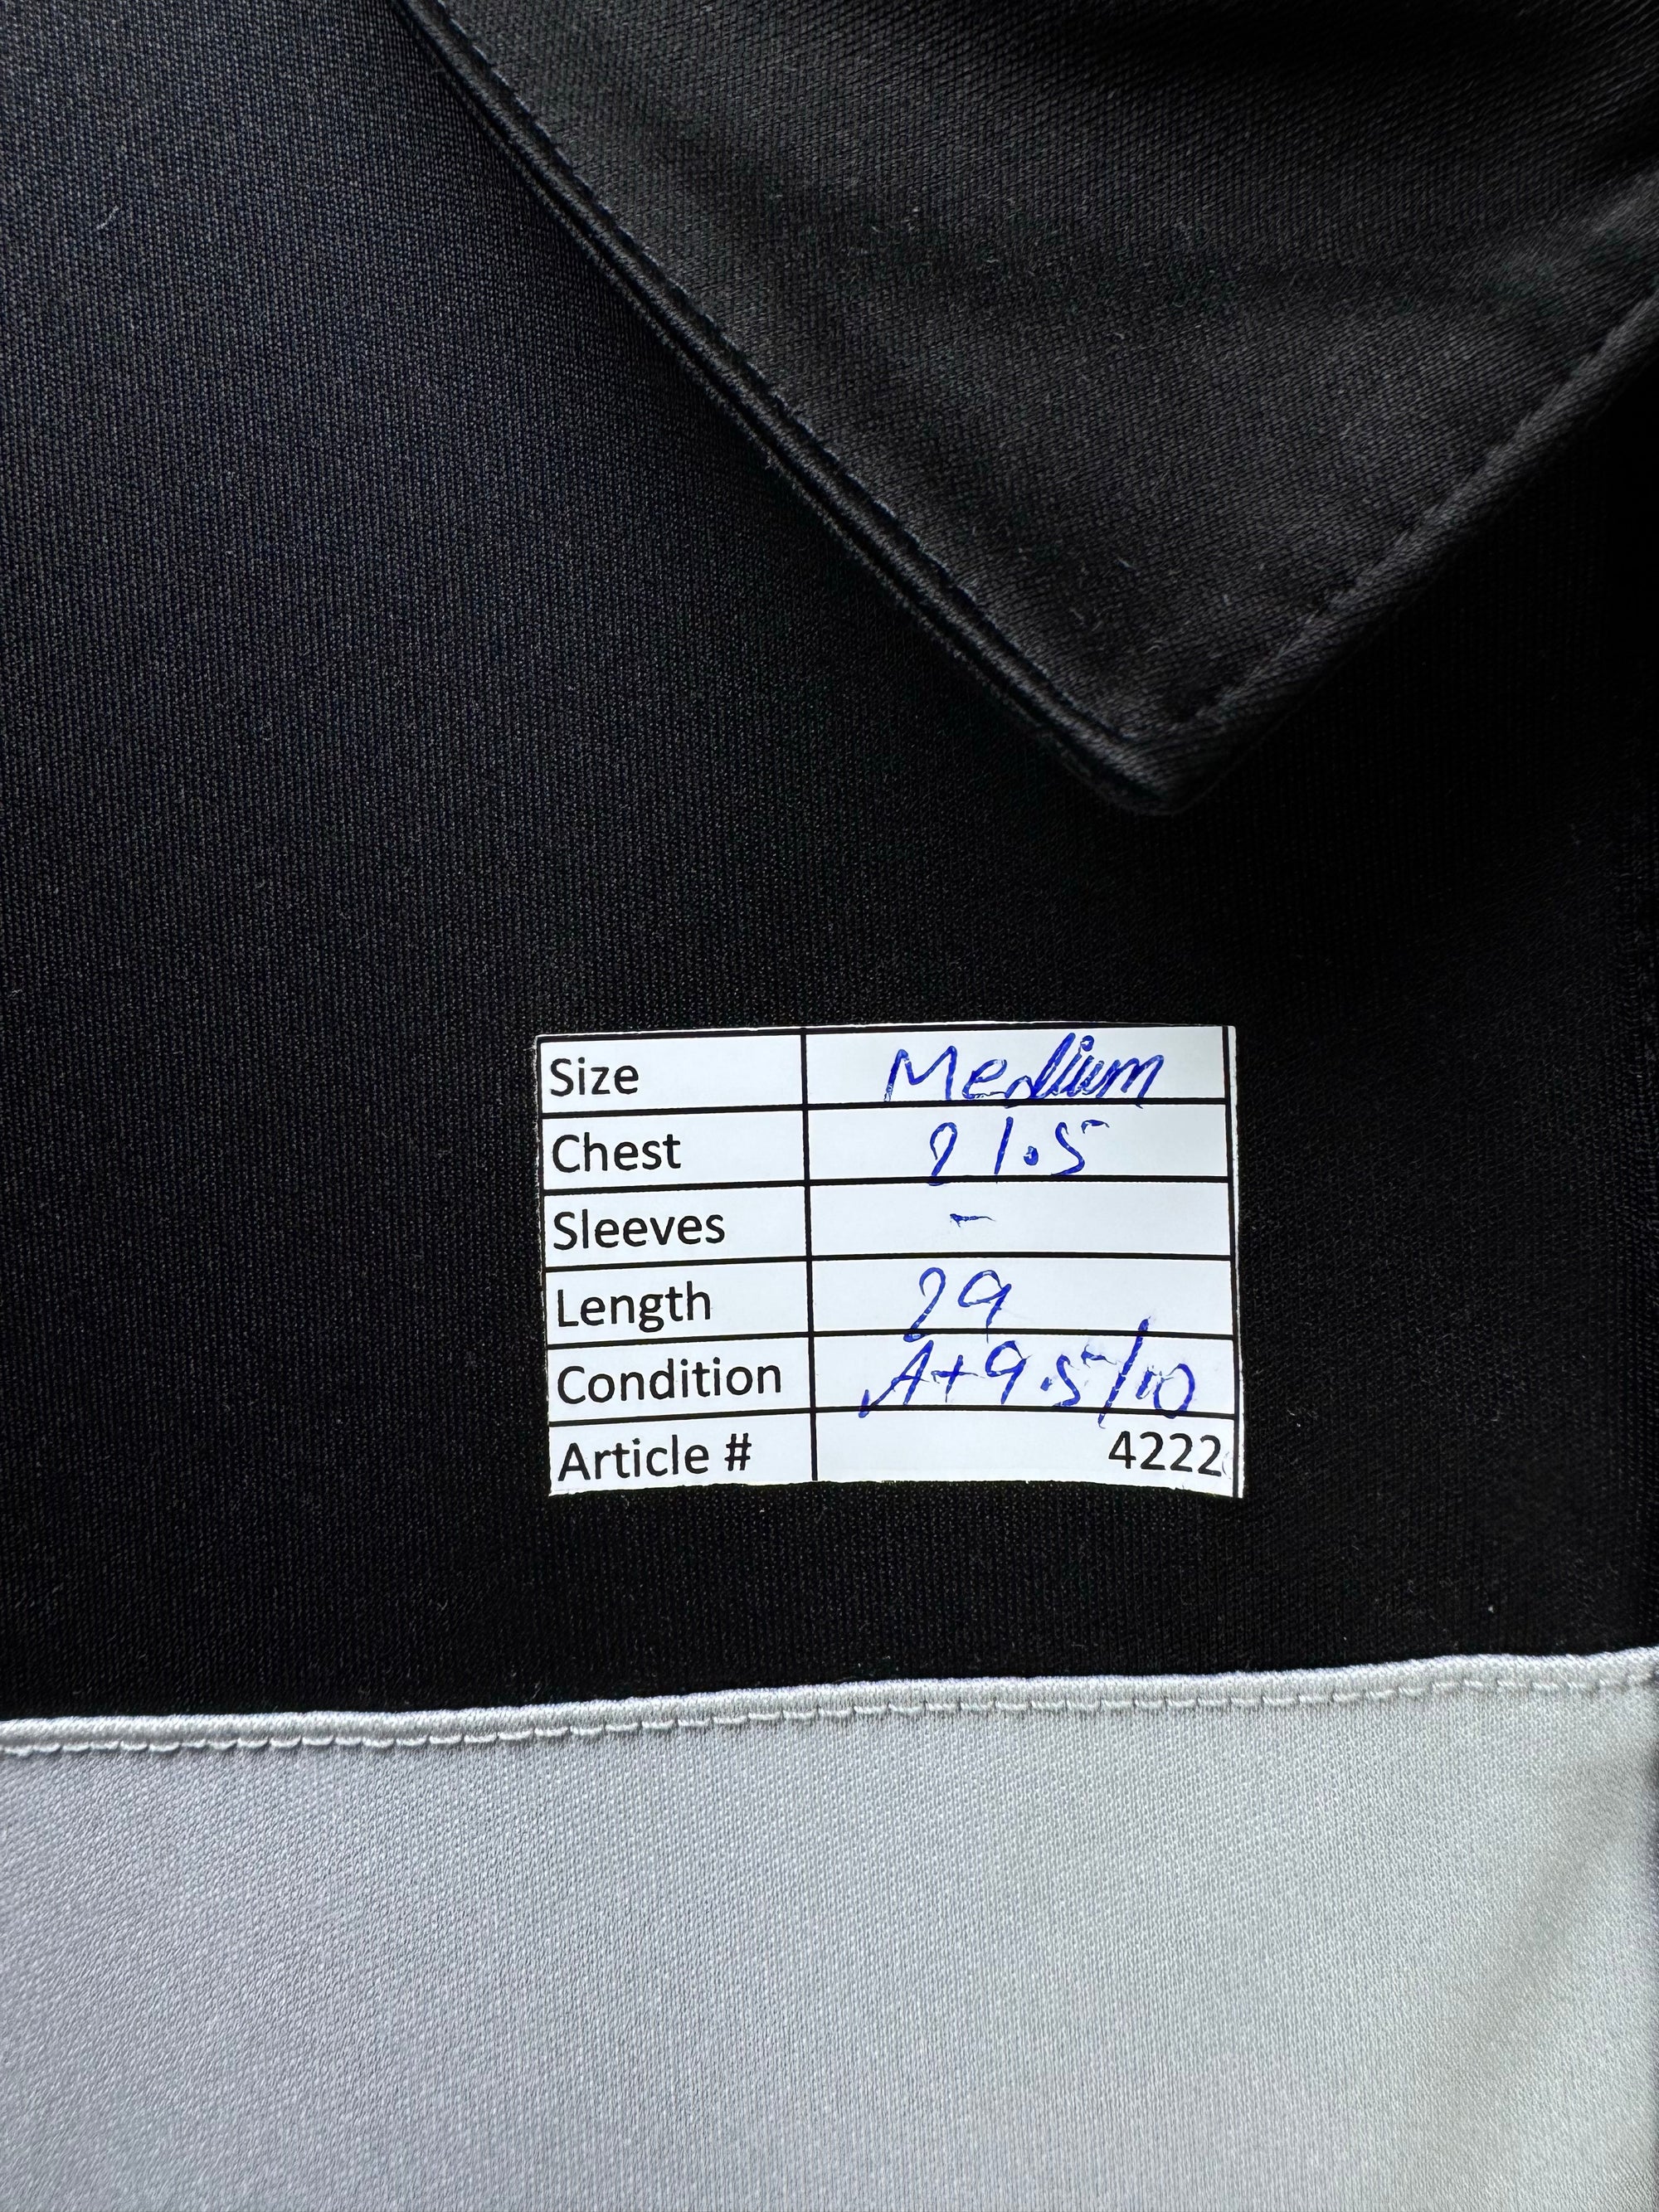 Size Medium
Chest 21.5
Sleeves -
Length 29
Condition A+ 9.5/10
Article # 4222